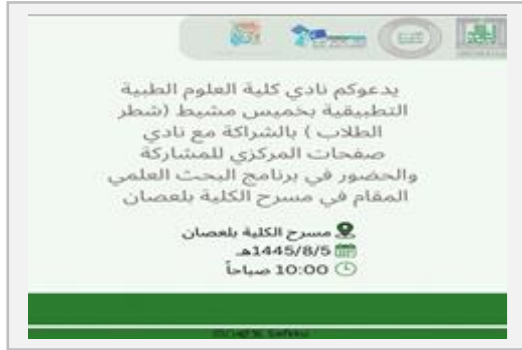 يدعوكم نادي كلية العلوم الطبية
التطبيقية بخميس مشيط (شطر
الطلاب ) بالشراكة مع نادي
صفحات المركزي للمشاركة
والحضور في برنامج البحث العلمي
المقام في مسرح الكلية بلعصان
مسرح الكلية بلعصان
1445/8/5هـ
10:00 صباحاً